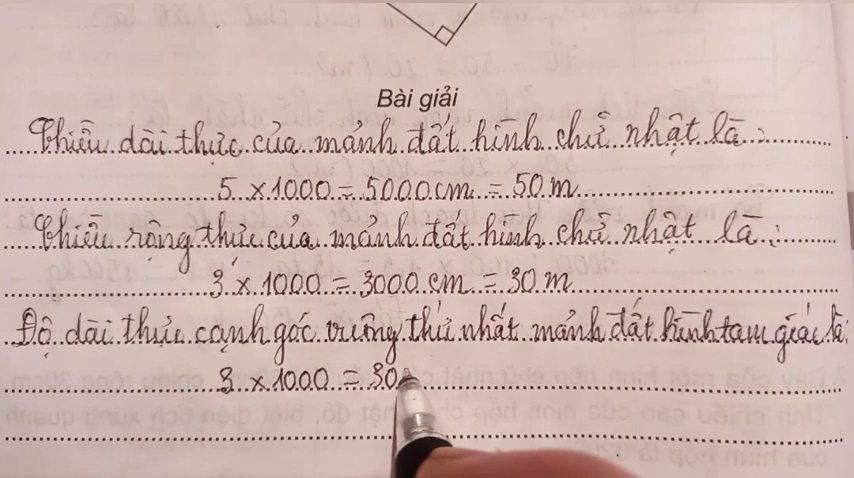 Bài giải
Chiều dài thực của mảnh đất hình chữ nhật là:
5 × 1000 = 5000 cm = 50 m
Chiều rộng thực của mảnh đất hình chữ nhật là:
3 × 1000 = 3000 cm = 30 m
Độ dài thực cạnh góc vuông thứ nhất mảnh đất hình tam giác là:
3 × 1000 = 30